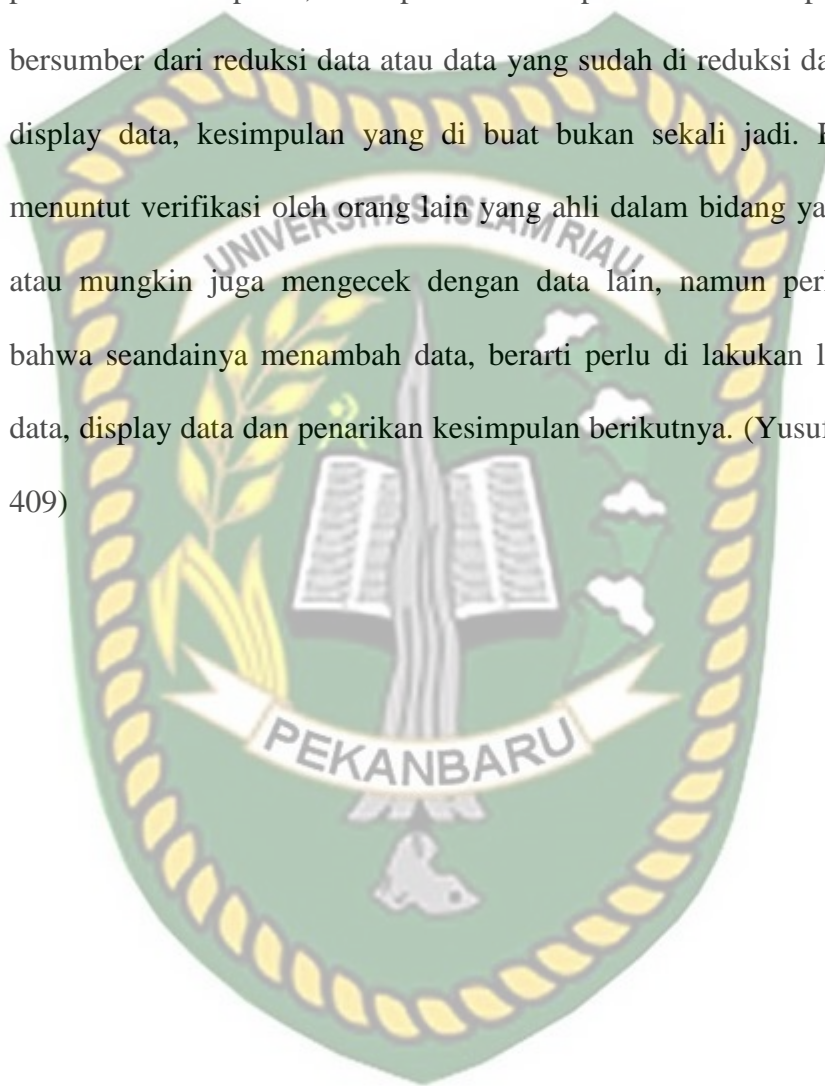 bersumber dari reduksi data atau data yang sudah di reduksi da
display data, kesimpulan yang di buat bukan sekali jadi.
menuntut verifikasi oleh orang lain yang ahli dalam bidang ya
atau mungkin juga mengecek dengan data lain, namun per
bahwa seandainya menambah data, berarti perlu di lakukan l
data, display data dan penarikan kesimpulan berikutnya. (Yusuf
409)
UNIVERSITAS ISLAM RIAU
PEKANBARU